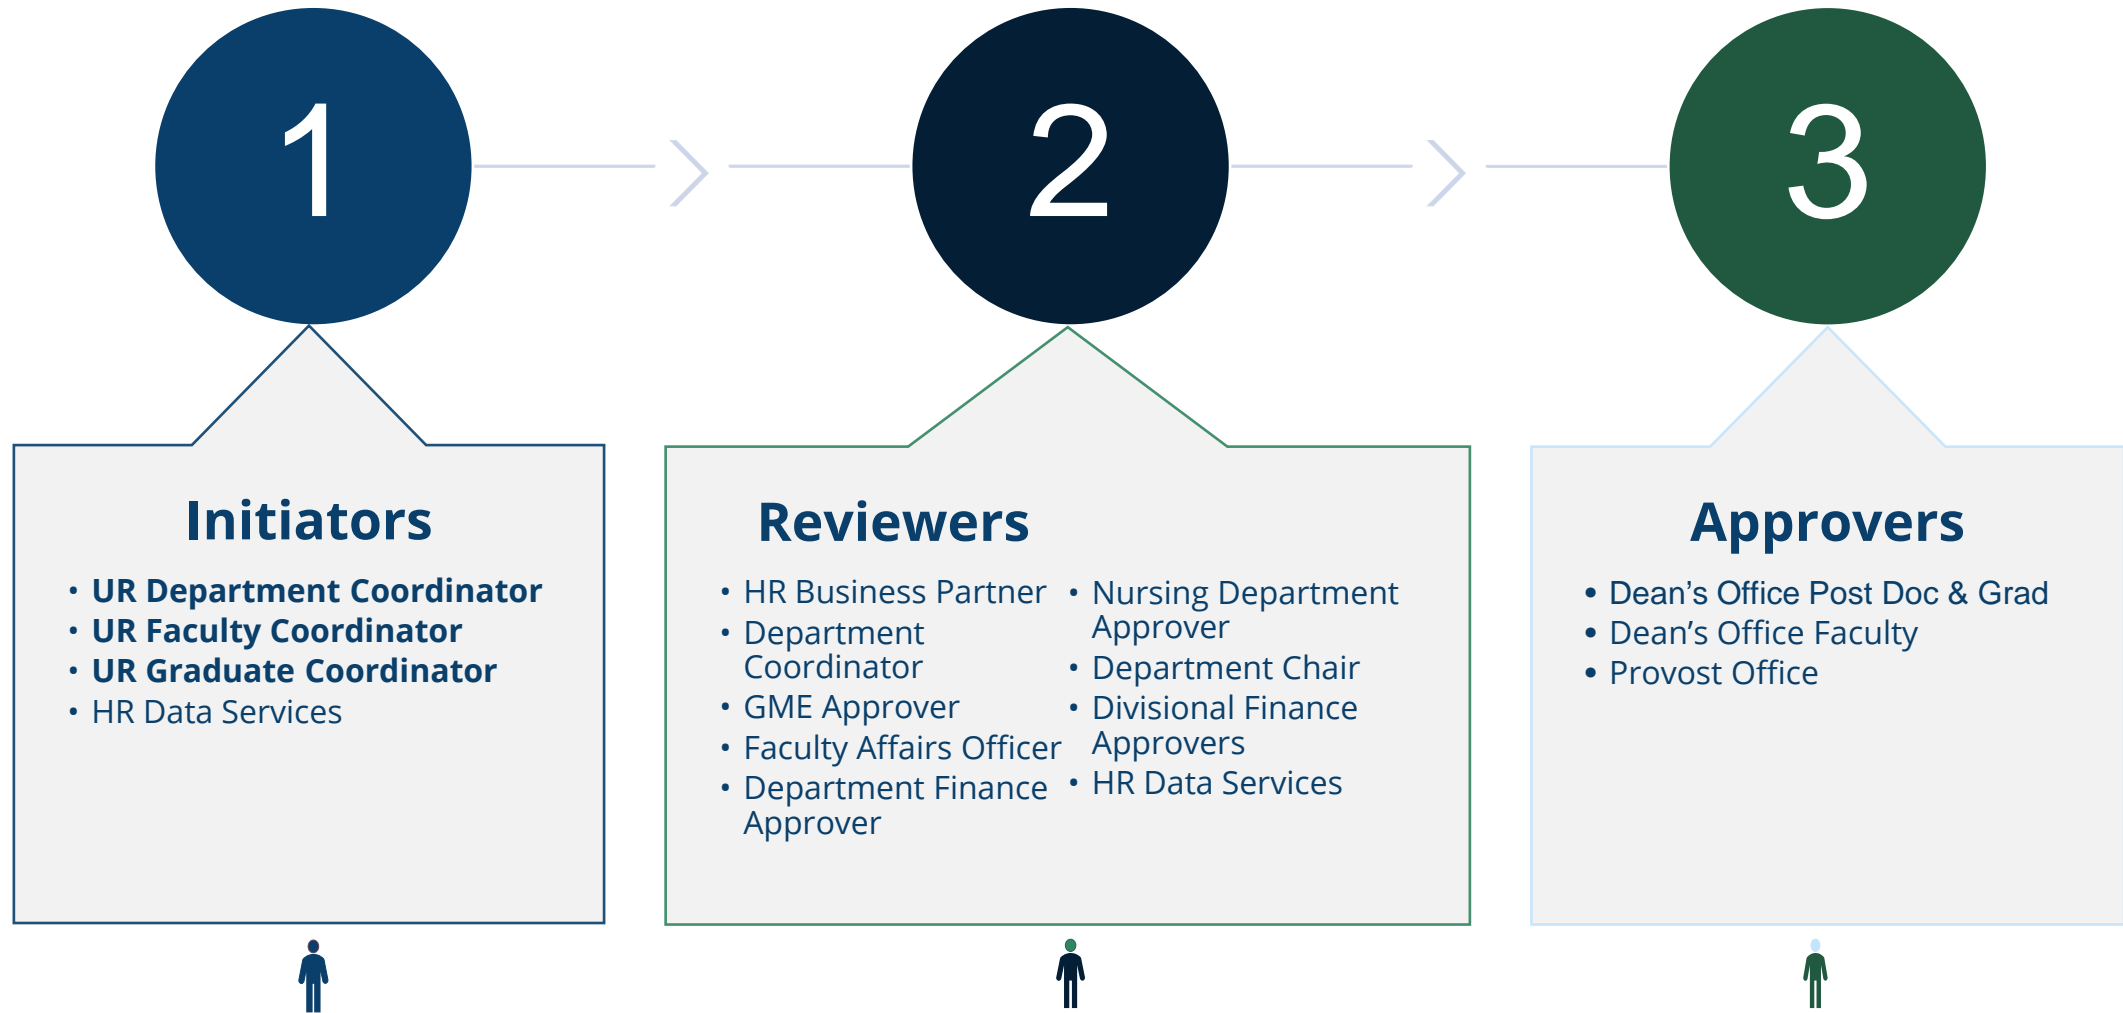 1
2
3
Initiators
• UR Department Coordinator
• UR Faculty Coordinator
• UR Graduate Coordinator
• HR Data Services
Reviewers
• HR Business Partner
• Department
Coordinator
• GME Approver
• Faculty Affairs Officer
• Department Finance
Approver
• Nursing Department
Approver
• Department Chair
• Divisional Finance
Approvers
• HR Data Services
Approvers
• Dean’s Office Post Doc & Grad
• Dean’s Office Faculty
• Provost Office